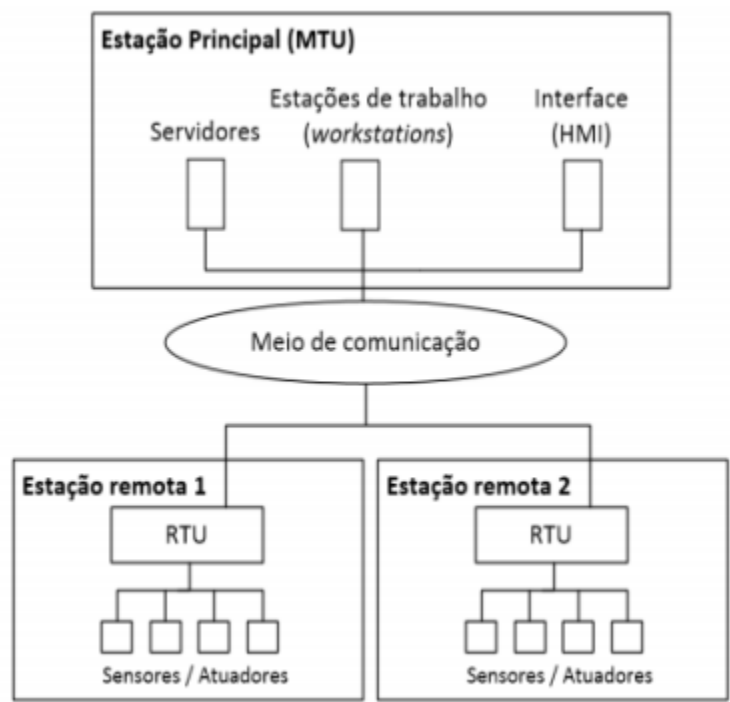 Estação Principal (MTU)
Servidores
Estações de trabalho
(workstations)
Interface
(HMI)
Meio de comunicação
Estação remota 1
RTU
Sensores / Atuadores
Estação remota 2
RTU
Sensores / Atuadores